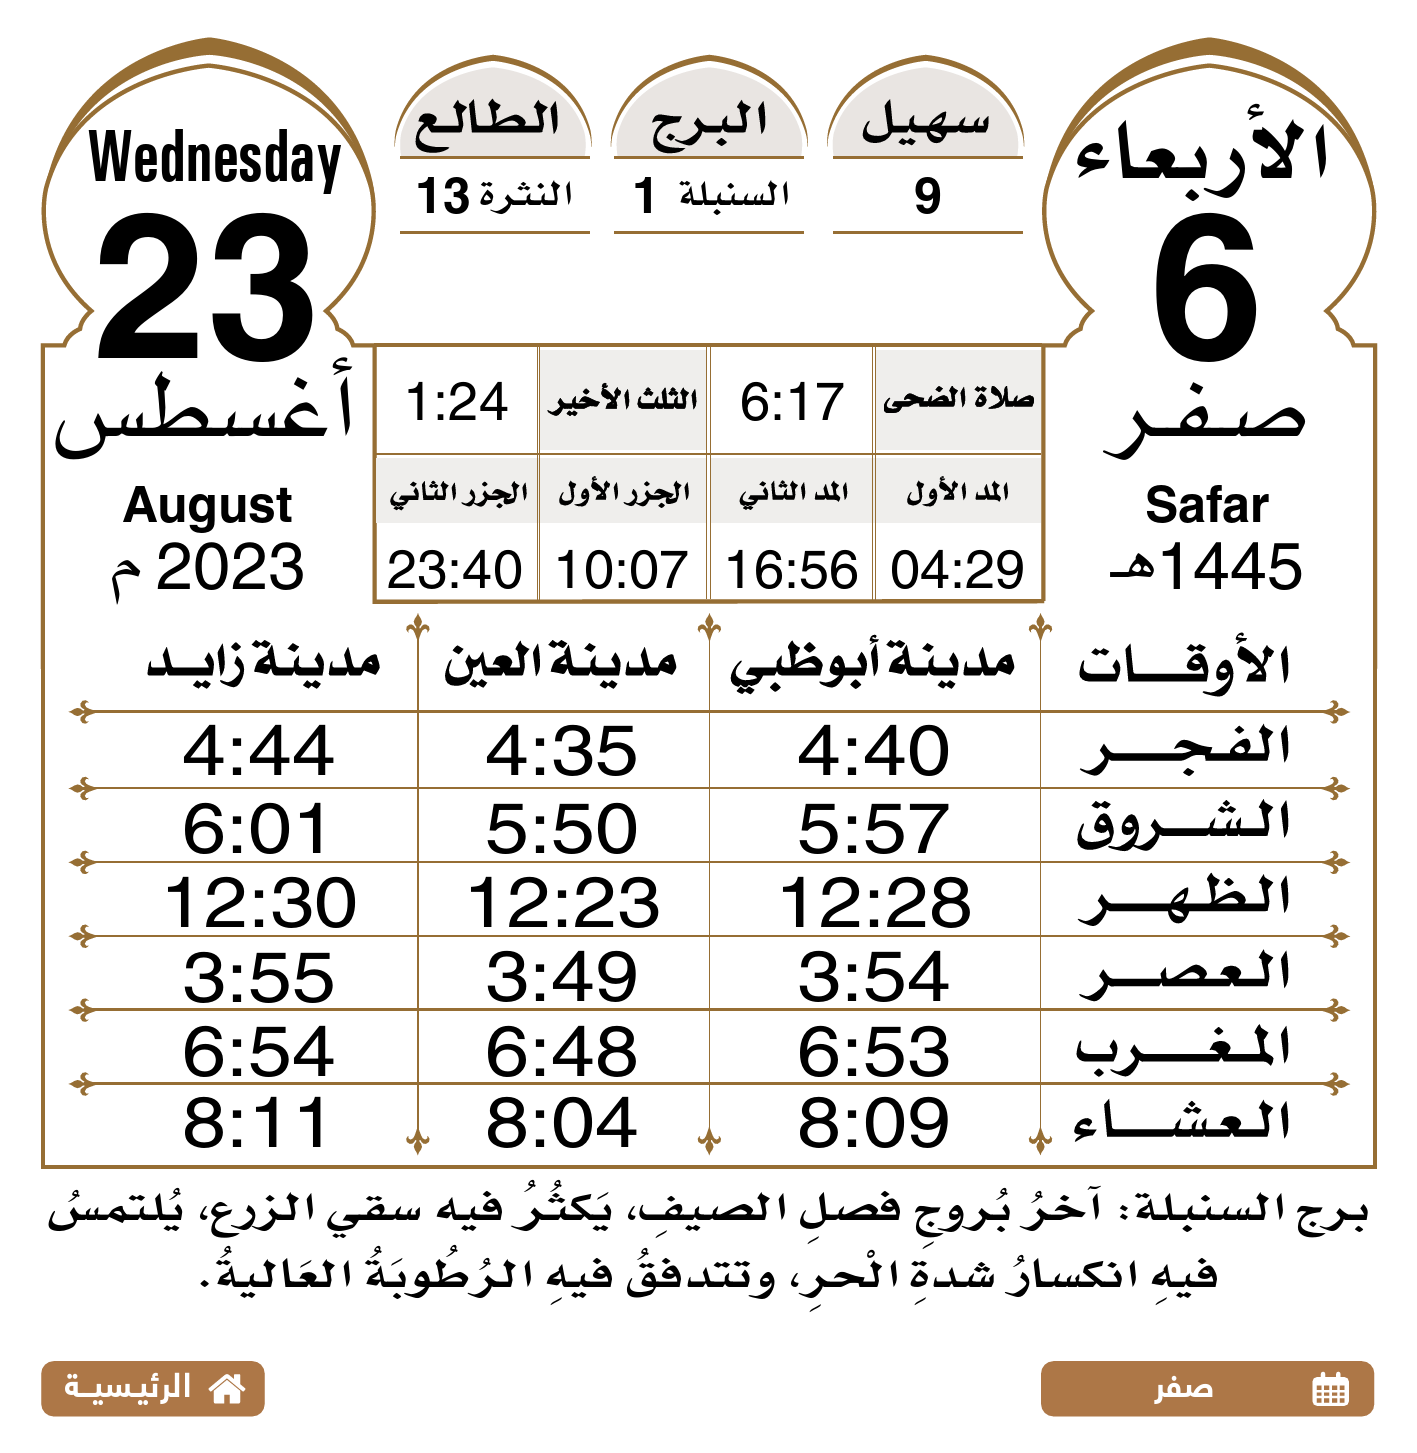 الأربعاء
6
صفر
Safar
1445هـ
سهيل
9
البرج
السنبلة 1
الطالع
النثرة 13
Wednesday
23
أغسطس
August
2023 م
صلاة الضحى 6:17 الثلث الأخير 1:24
المد الأول المد الثاني الجزر الأول الجزر الثاني
04:29 16:56 10:07 23:40
الأوقات مدينة أبوظبي مدينة العين مدينة زايد
الفجر 4:40 4:35 4:44
الشروق 5:57 5:50 6:01
الظهر 12:28 12:23 12:30
العصر 3:54 3:49 3:55
المغرب 6:53 6:48 6:54
العشاء 8:09 8:04 8:11
برج السنبلة: آخرُ بُروجِ فصلِ الصيفِ، يَكثُرُ فيه سقي الزرع، يُلتمسُ
فيهِ انكسارُ شدةِ الْحرِ، وتتدفقُ فيهِ الرُطُوبَةُ العَاليةُ.
صفر
الرئيسية